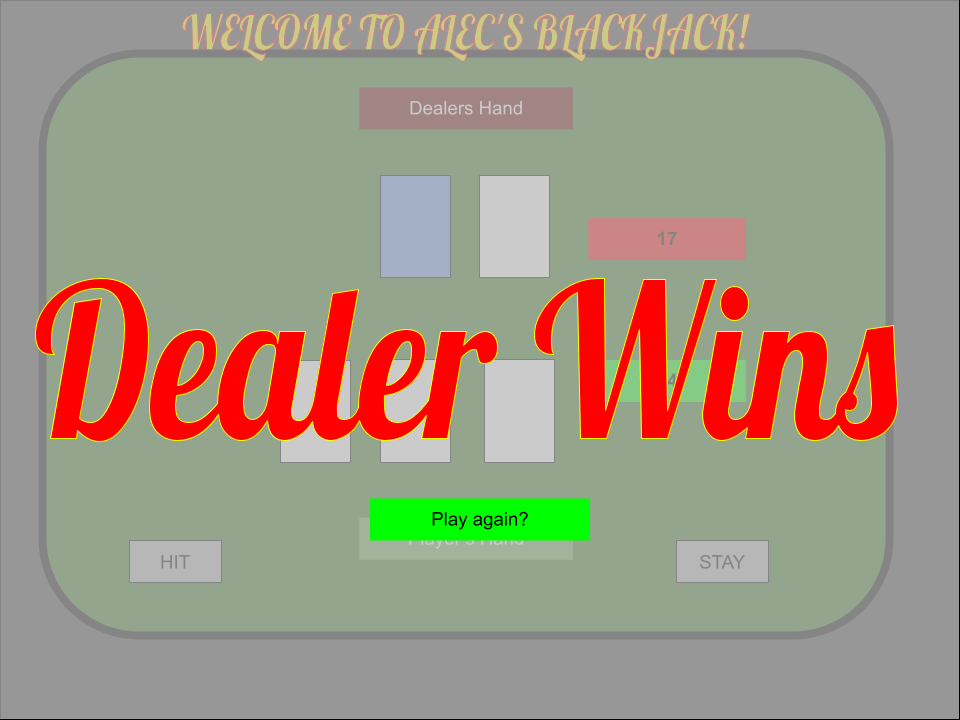 WELCOME TO ALEC'S BLACKJACK!
Dealers Hand
17
Dealer Wins
Play again?
Player's Hand
HIT
STAY